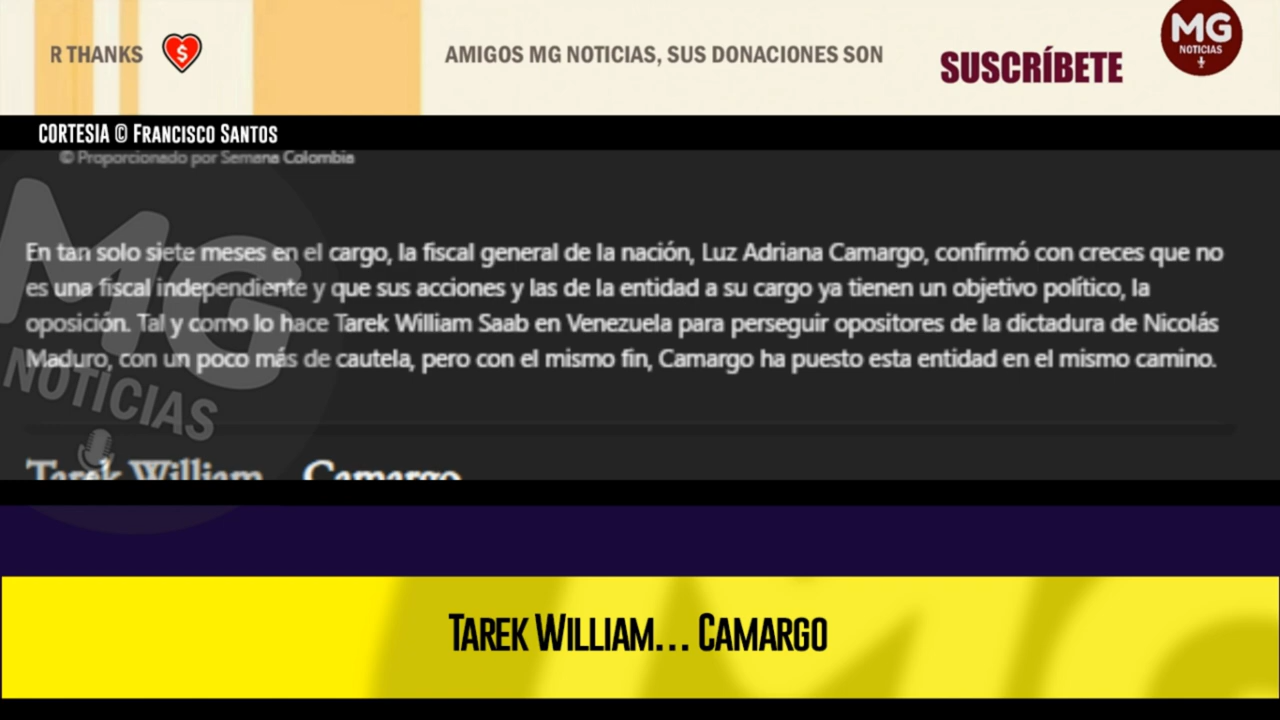 R THANKS
AMIGOS MG NOTICIAS, SUS DONACIONES SON
SUSCRÍBETE
MG
NOTICIAS
CORTESIA © FRANCISCO SANTOS
© Proporcionado por Semana Colombia
En tan solo siete meses en el cargo, la fiscal general de la nación, Luz Adriana Camargo, confirmó con creces que no
es una fiscal independiente y que sus acciones y las de la entidad a su cargo ya tienen un objetivo político, la
oposición. Tal y como lo hace Tarek William Saab en Venezuela para perseguir opositores de la dictadura de Nicolás
Maduro, con un poco más de cautela, pero con el mismo fin, Camargo ha puesto esta entidad en el mismo camino.
MG
NOTICIAS
Tarek William... Camargo
TAREK WILLIAM... CAMARGO